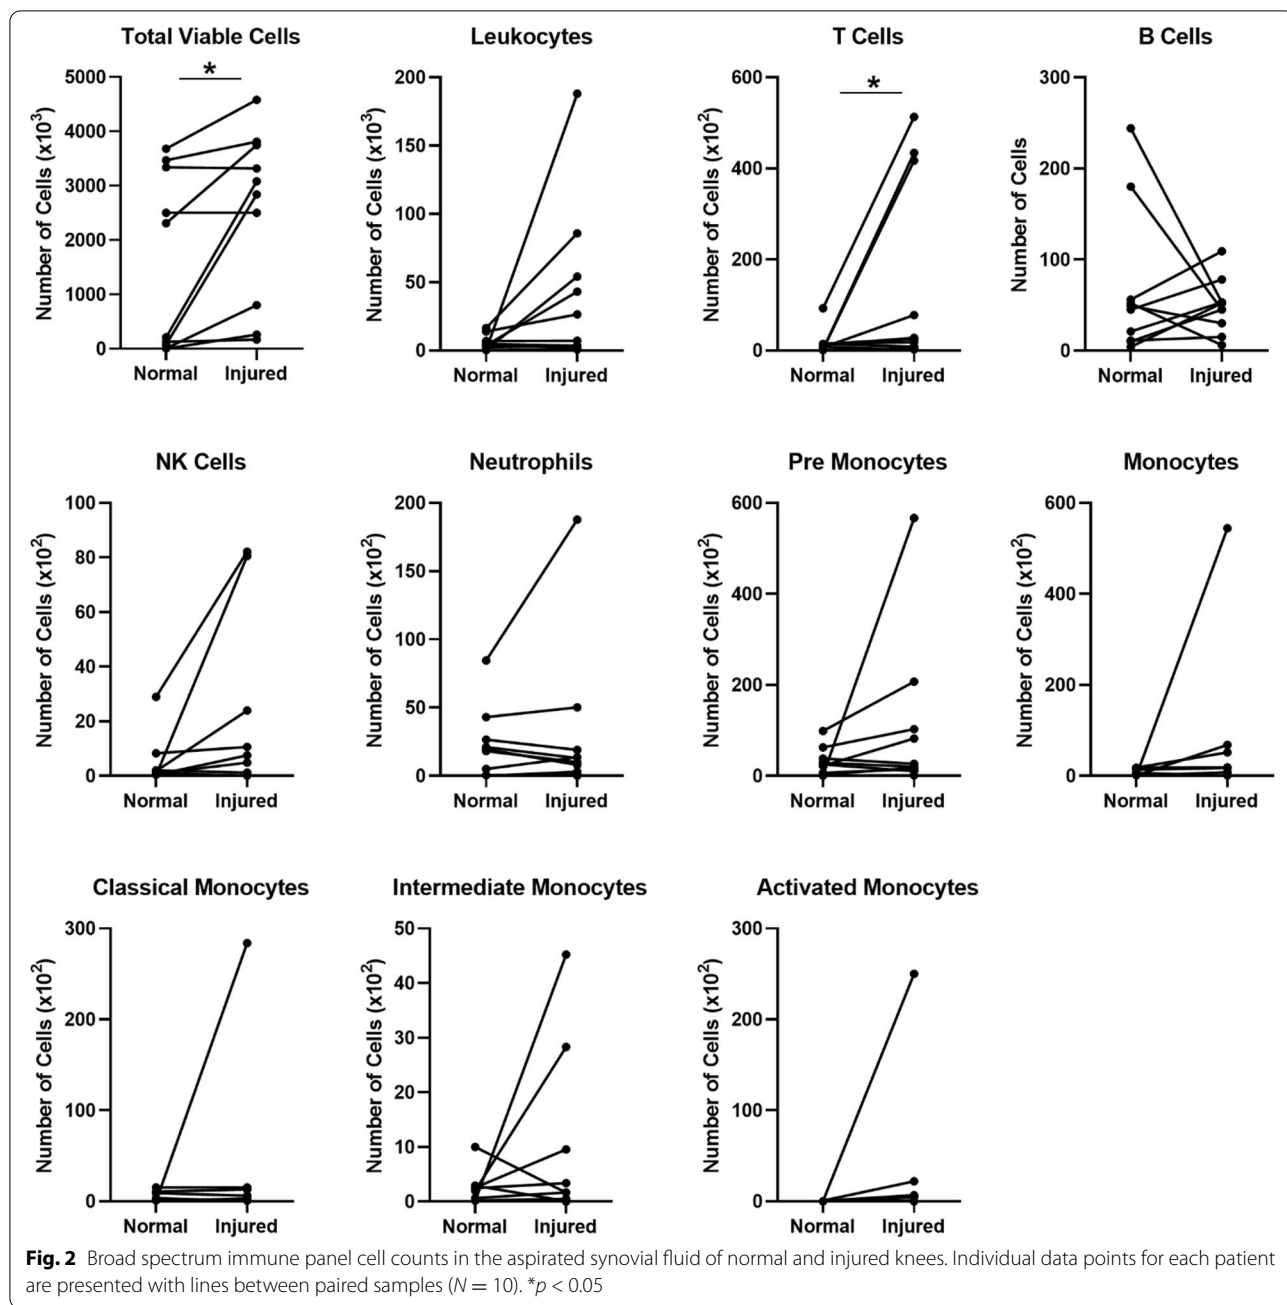 Total Viable Cells
*
Number of Cells (x10³)
5000
4000
3000
2000
1000
0
Normal Injured
Leukocytes
Number of Cells (x10³)
200
150
100
50
0
Normal Injured
T Cells
*
Number of Cells (x10²)
600
400
200
0
Normal Injured
B Cells
Number of Cells
300
200
100
0
Normal Injured
NK Cells
Number of Cells (x10²)
100
80
60
40
20
0
Normal Injured
Neutrophils
Number of Cells (x10²)
200
150
100
50
0
Normal Injured
Pre Monocytes
Number of Cells (x10²)
600
400
200
0
Normal Injured
Monocytes
Number of Cells (x10²)
600
400
200
0
Normal Injured
Classical Monocytes
Number of Cells (x10²)
300
200
100
0
Normal Injured
Intermediate Monocytes
Number of Cells (x10²)
50
40
30
20
10
0
Normal Injured
Activated Monocytes
Number of Cells (x10²)
300
200
100
0
Normal Injured
Fig. 2 Broad spectrum immune panel cell counts in the aspirated synovial fluid of normal and injured knees. Individual data points for each patient
are presented with lines between paired samples (N = 10). *p < 0.05